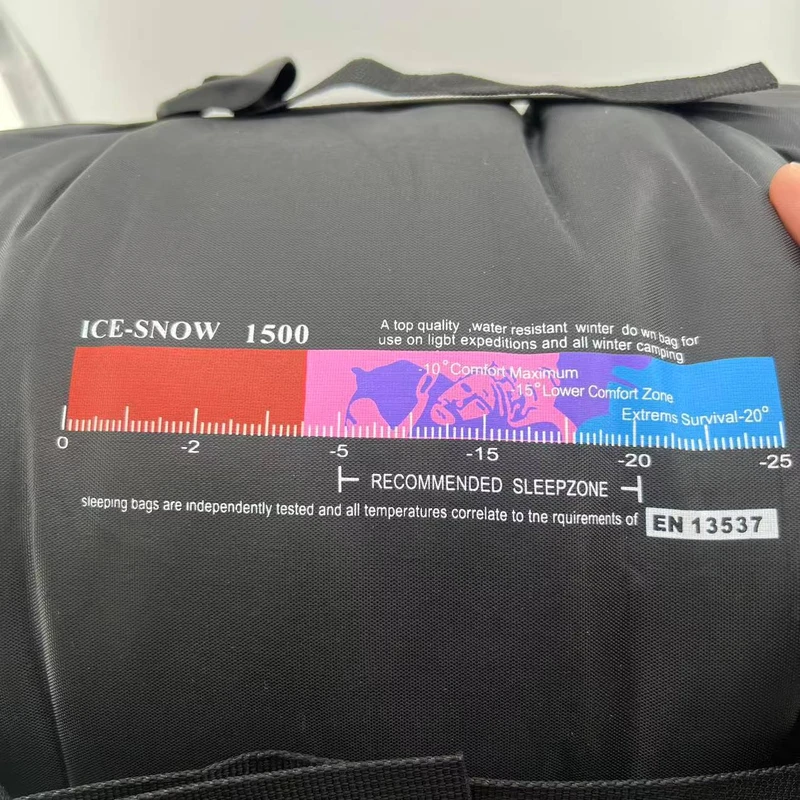 ICE-SNOW 1500
A top quality ,water resistant winter do wn bag for
use on ligbt expeditions and all winter camping
-10°Comfort Maximum
-15°Lower Comfort Zone
Extrems Survival-20°
0 -2 -5 -15 -20 -25
RECOMMENDED SLEEPZONE
sleeping bags are independently tested and all temperatures correlate to tne rquirements of EN 13537